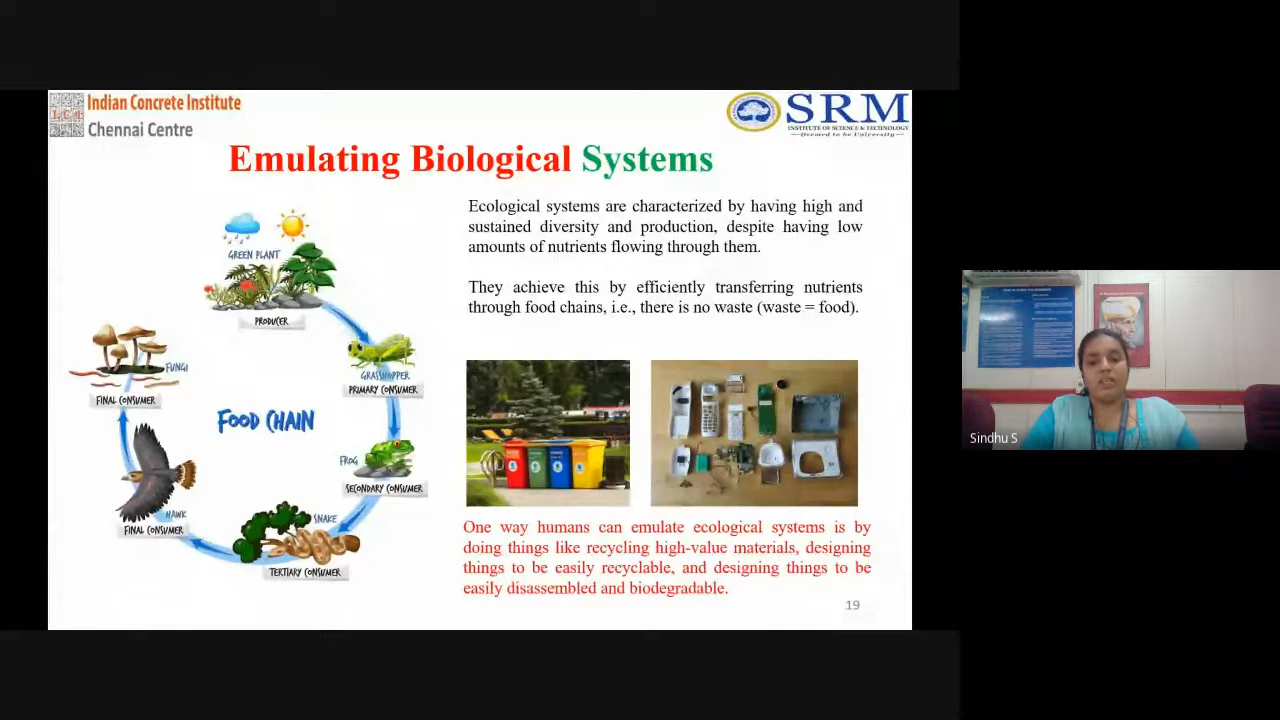 Indian Concrete Institute
Chennai Centre
SRM
INSTITUTE OF SCIENCE & TECHNOLOGY
Deemed to be University
Emulating Biological Systems
Ecological systems are characterized by having high and
sustained diversity and production, despite having low
amounts of nutrients flowing through them.
They achieve this by efficiently transferring nutrients
through food chains, i.e., there is no waste (waste = food).
GREEN PLANT
PRODUCER
GRASSHOPPER
PRIMARY CONSUMER
FROG
SECONDARY CONSUMER
SNAKE
TERTIARY CONSUMER
HAWK
FINAL CONSUMER
FUNGI
FINAL CONSUMER
FOOD CHAIN
One way humans can emulate ecological systems is by
doing things like recycling high-value materials, designing
things to be easily recyclable, and designing things to be
easily disassembled and biodegradable.
19
Sindhu S